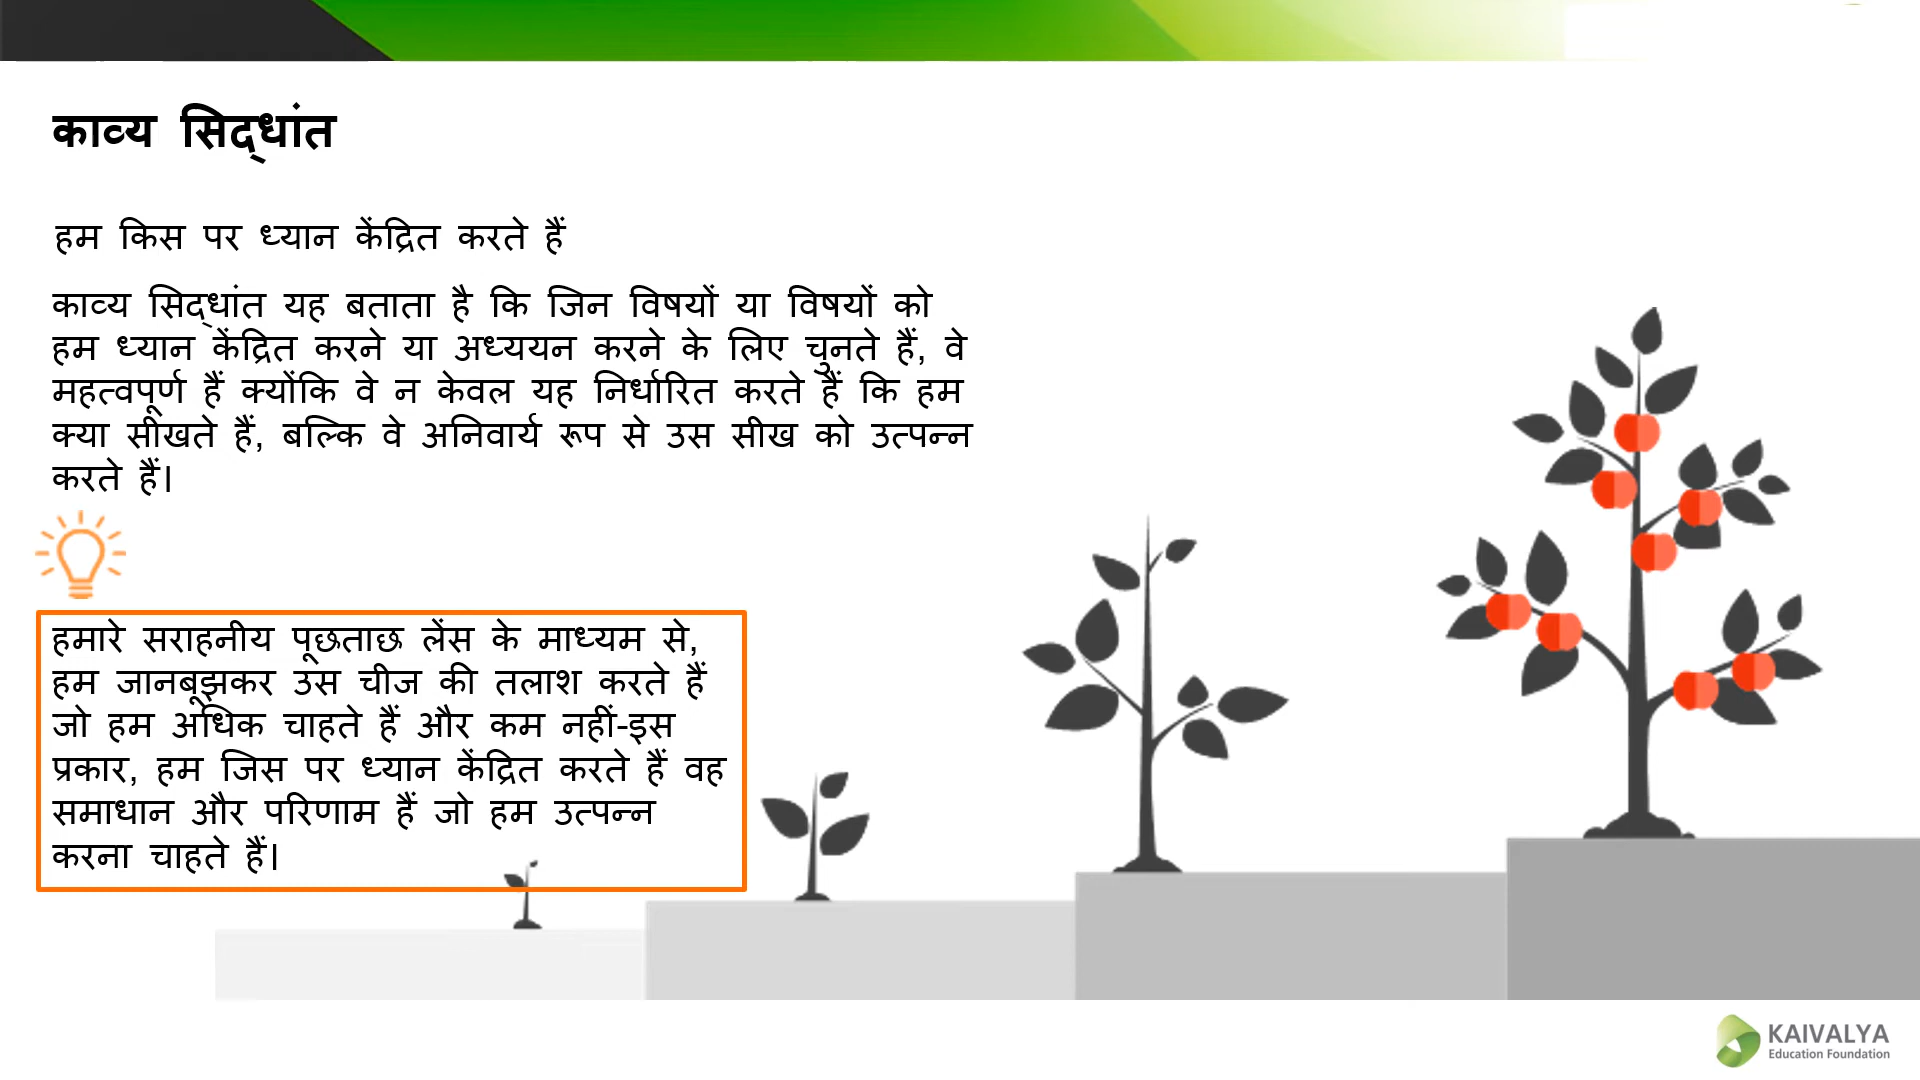 काव्य सिद्धांत
हम किस पर ध्यान केंद्रित करते हैं
काव्य सिद्धांत यह बताता है कि जिन विषयों या विषयों को
हम ध्यान केंद्रित करने या अध्ययन करने के लिए चुनते हैं, वे
महत्वपूर्ण हैं क्योंकि वे न केवल यह निर्धारित करते हैं कि हम
क्या सीखते हैं, बल्कि वे अनिवार्य रूप से उस सीख को उत्पन्न
करते हैं।
हमारे सराहनीय पूछताछ लेंस के माध्यम से,
हम जानबूझकर उस चीज की तलाश करते हैं
जो हम अधिक चाहते हैं और कम नहीं-इस
प्रकार, हम जिस पर ध्यान केंद्रित करते हैं वह
समाधान और परिणाम हैं जो हम उत्पन्न
करना चाहते हैं।
KAIVALYA
Education Foundation